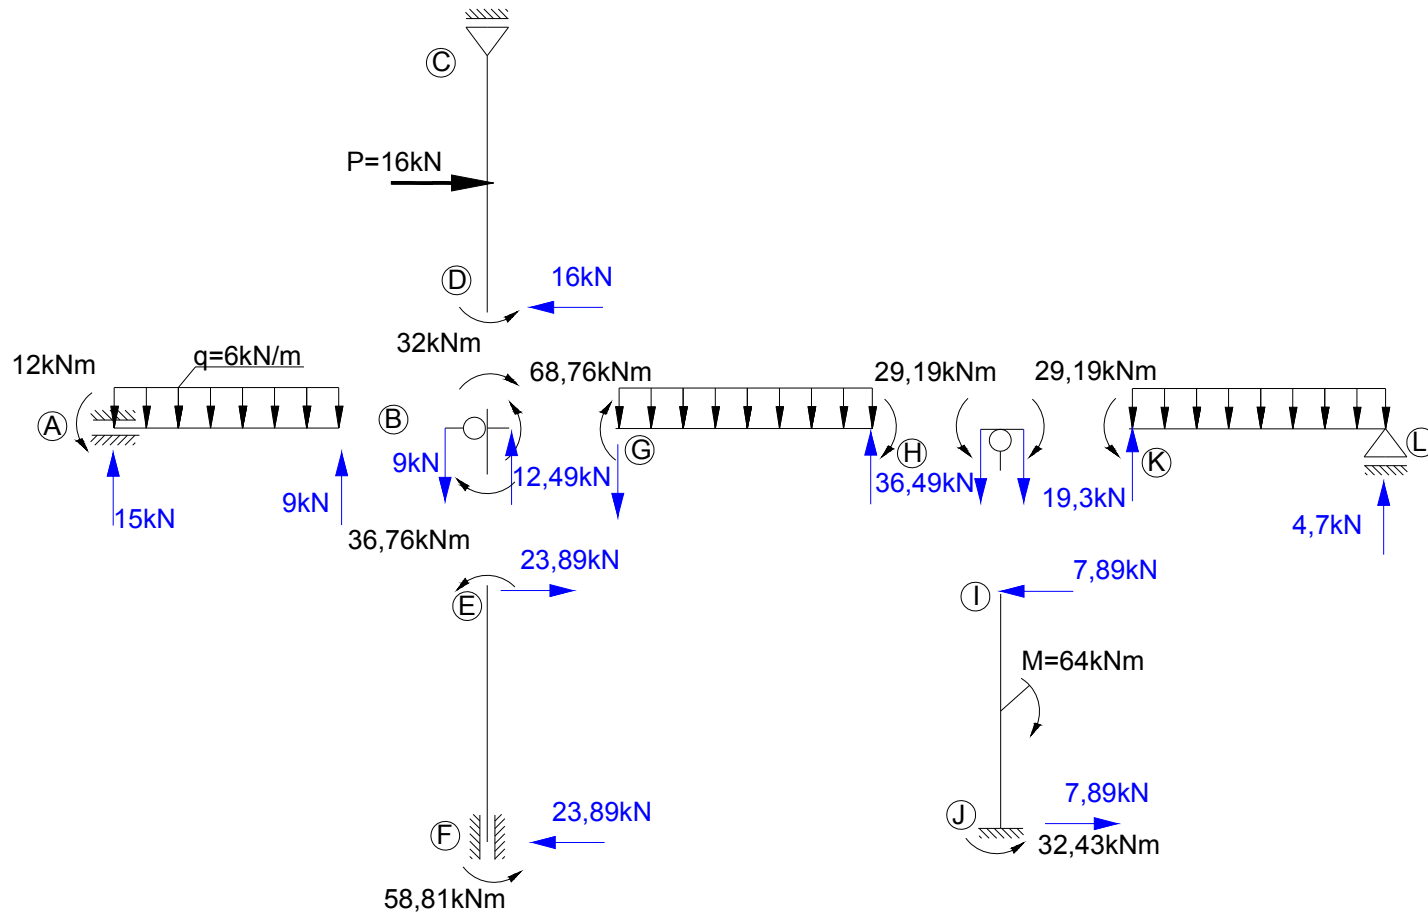 C
P=16kN
D
16kN
32kNm
12kNm
q=6kN/m
68,76kNm
29,19kNm
29,19kNm
A
B
G
H
K
L
9kN
12,49kN
36,49kN
19,3kN
15kN
9kN
4,7kN
36,76kNm
23,89kN
7,89kN
E
I
M=64kNm
F
23,89kN
J
7,89kN
32,43kNm
58,81kNm